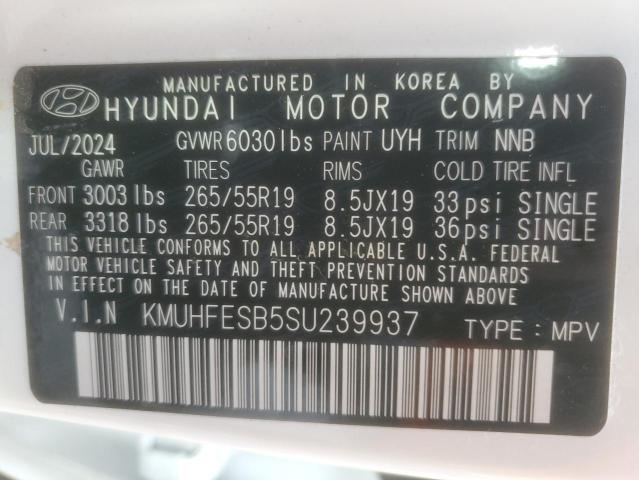 MANUFACTURED IN KOREA BY
HYUNDAI MOTOR COMPANY
JUL/2024 GVWR 6030 lbs PAINT UYH TRIM NNB
GAWR TIRES RIMS COLD TIRE INFL
FRONT 3003 lbs 265/55R19 8.5JX19 33 psi SINGLE
REAR 3318 lbs 265/55R19 8.5JX19 36 psi SINGLE
THIS VEHICLE CONFORMS TO ALL APPLICABLE U.S.A. FEDERAL
MOTOR VEHICLE SAFETY AND THEFT PREVENTION STANDARDS
IN EFFECT ON THE DATE OF MANUFACTURE SHOWN ABOVE
V.I.N KMUHFESB5SU239937 TYPE : MPV